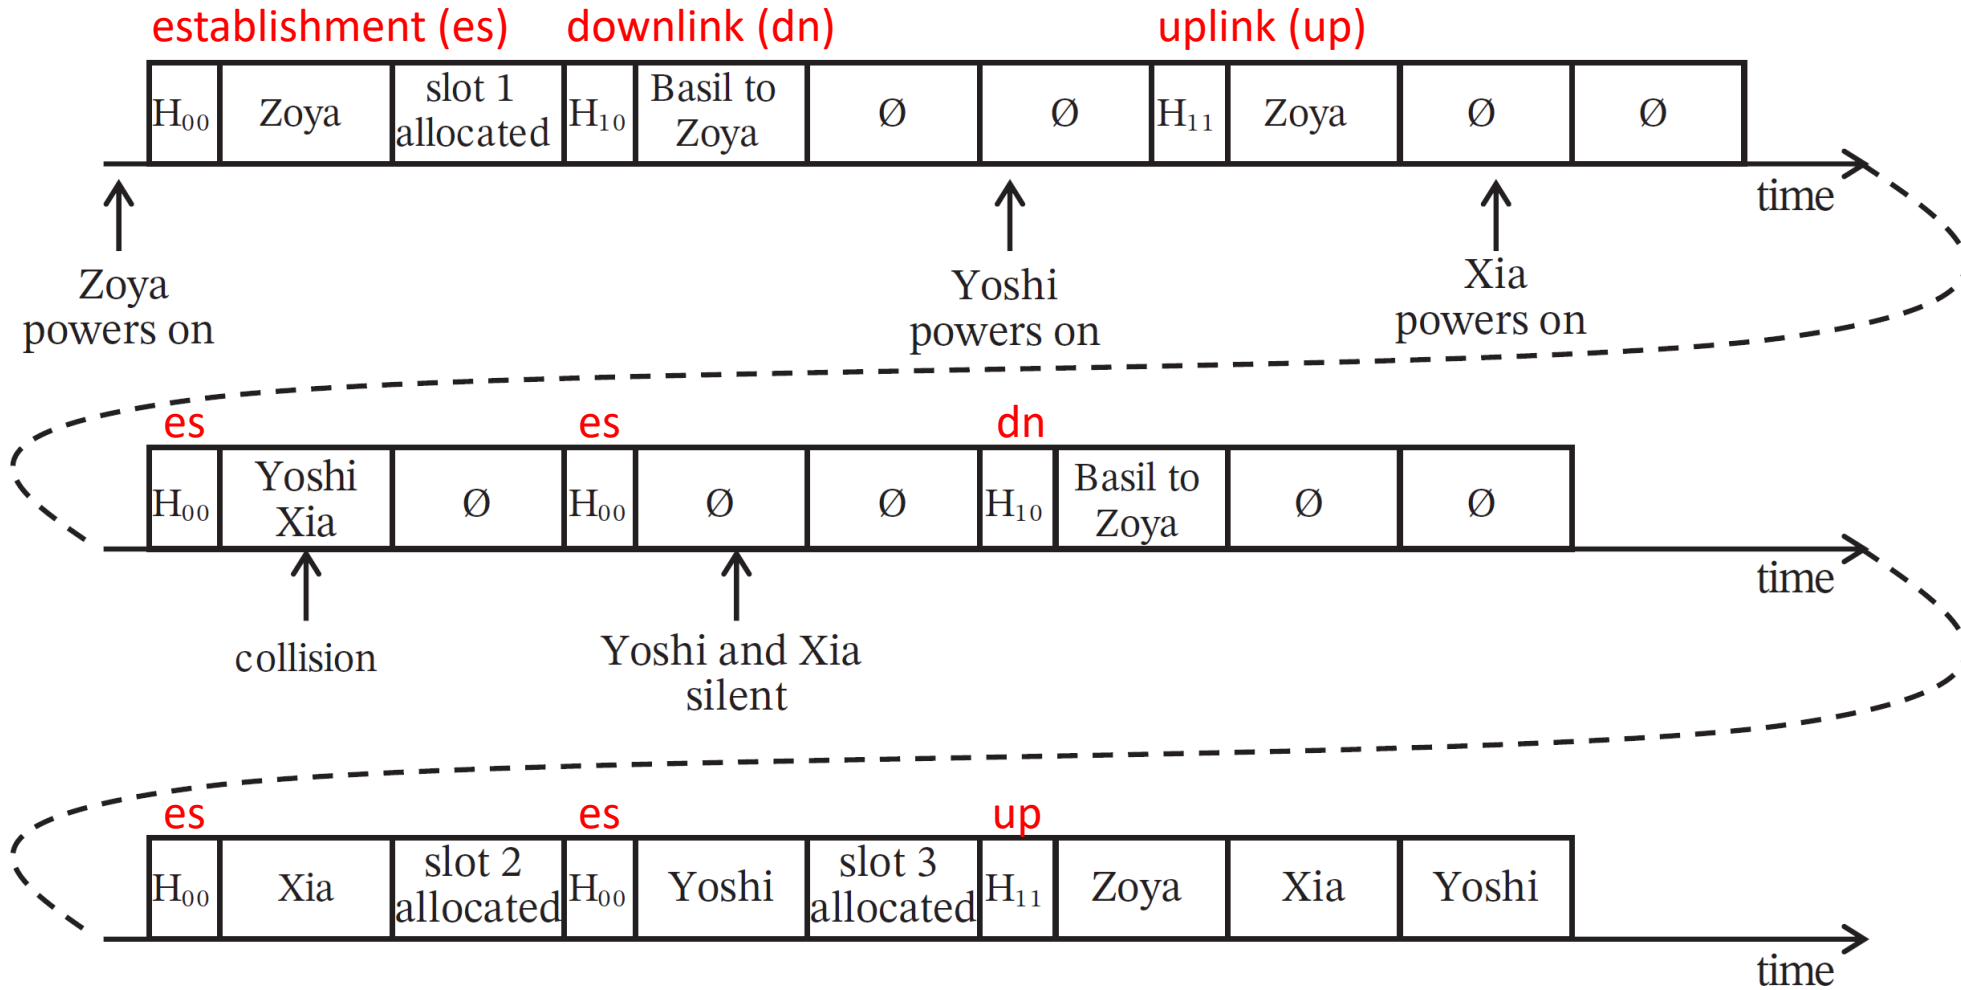 establishment (es) downlink (dn) uplink (up)
H₀₀ Zoya slot 1 allocated H₁₀ Basil to Zoya Ø Ø H₁₁ Zoya Ø Ø
time
Zoya powers on
Yoshi powers on
Xia powers on
es es dn
H₀₀ Yoshi Xia Ø H₀₀ Ø Ø H₁₀ Basil to Zoya Ø Ø
time
collision
Yoshi and Xia silent
es es up
H₀₀ Xia slot 2 allocated H₀₀ Yoshi slot 3 allocated H₁₁ Zoya Xia Yoshi
time